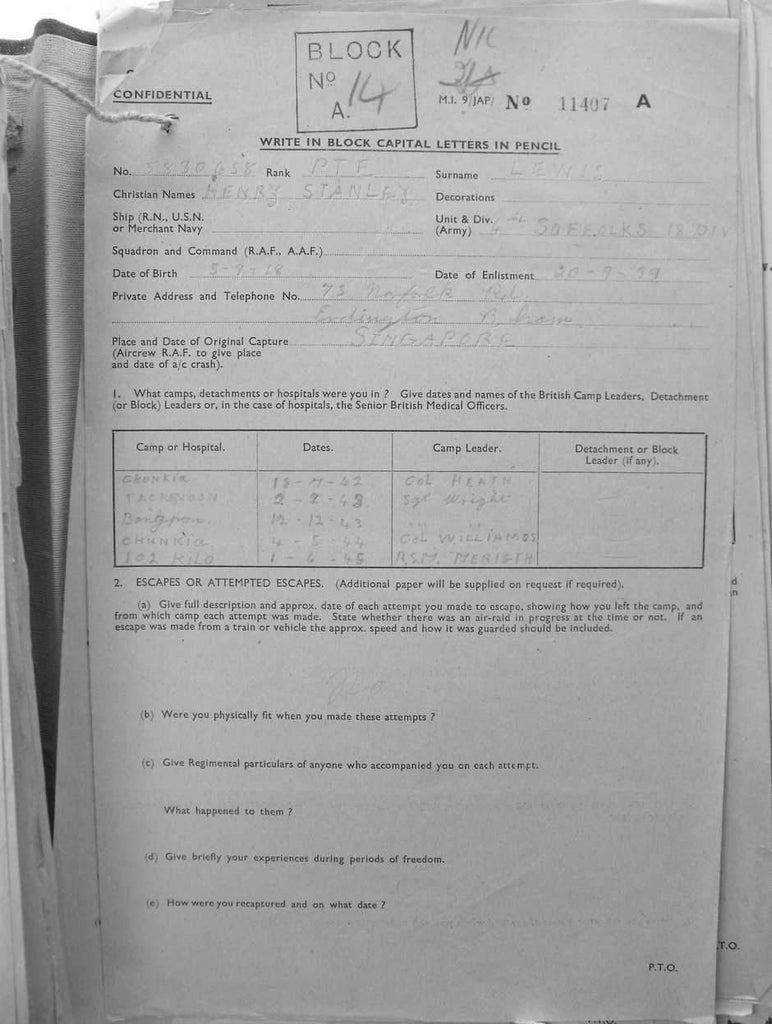 BLOCK
Nº 14
A.
NIL
CONFIDENTIAL
M.I. 9/JAP/ No 11407 A
WRITE IN BLOCK CAPITAL LETTERS IN PENCIL
No. 5830658 Rank PTE Surname LEWIS
Christian Names HENRY STANLEY Decorations
Ship (R.N., U.S.N. or Merchant Navy Unit & Div. (Army) SUFFOLKS 18 DIV
Squadron and Command (R.A.F., A.A.F.)
Date of Birth 5-9-18 Date of Enlistment 20-9-39
Private Address and Telephone No. 73 Norfolk Rd.
Erdington B,ham
Place and Date of Original Capture SINGAPORE
(Aircrew R.A.F. to give place
and date of a/c crash).
1. What camps, detachments or hospitals were you in ? Give dates and names of the British Camp Leaders, Detachment
(or Block) Leaders or, in the case of hospitals, the Senior British Medical Officers.
Camp or Hospital. Dates. Camp Leader. Detachment or Block Leader (if any).
CHUNKIA 42 COL HEATH
43 Sgt Wright
12-12-43 " "
CHUNKIA 4-5-44 COL WILLIAMOS
102 KILO 1-6-45 R.S.M. MERIGTH
2. ESCAPES OR ATTEMPTED ESCAPES. (Additional paper will be supplied on request if required).
(a) Give full description and approx. date of each attempt you made to escape, showing how you left the camp, and
from which camp each attempt was made. State whether there was an air-raid in progress at the time or not. If an
escape was made from a train or vehicle the approx. speed and how it was guarded should be included.
(b) Were you physically fit when you made these attempts ?
(c) Give Regimental particulars of anyone who accompanied you on each attempt.
What happened to them ?
(d) Give briefly your experiences during periods of freedom.
(e) How were you recaptured and on what date ?
P.T.O.
T.O.